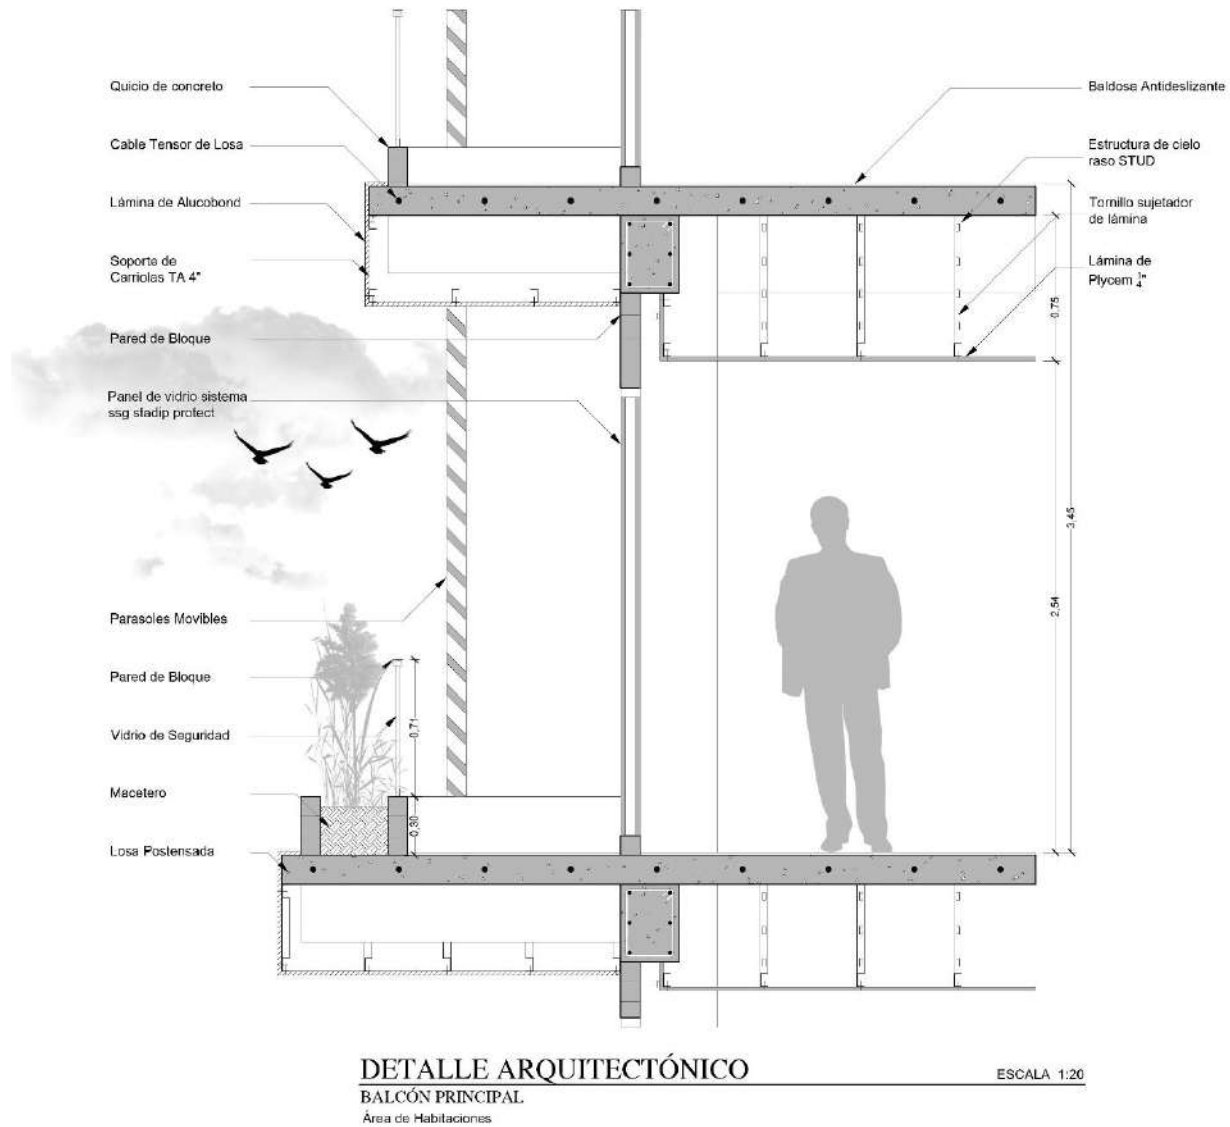 Quicio de concreto
Cable Tensor de Losa
Lámina de Alucobond
Soporte de
Carriolas TA 4"
Pared de Bloque
Panel de vidrio sistema
ssg stadip protect
Parasoles Movibles
Pared de Bloque
Vidrio de Seguridad
Macetero
Losa Postensada
Baldosa Antideslizante
Estructura de cielo
raso STUD
Tornillo sujetador
de lámina
Lámina de
Plycem 1/4"
0,75
3,45
2,54
0,71
0,30
DETALLE ARQUITECTÓNICO
ESCALA 1:20
BALCÓN PRINCIPAL
Área de Habitaciones